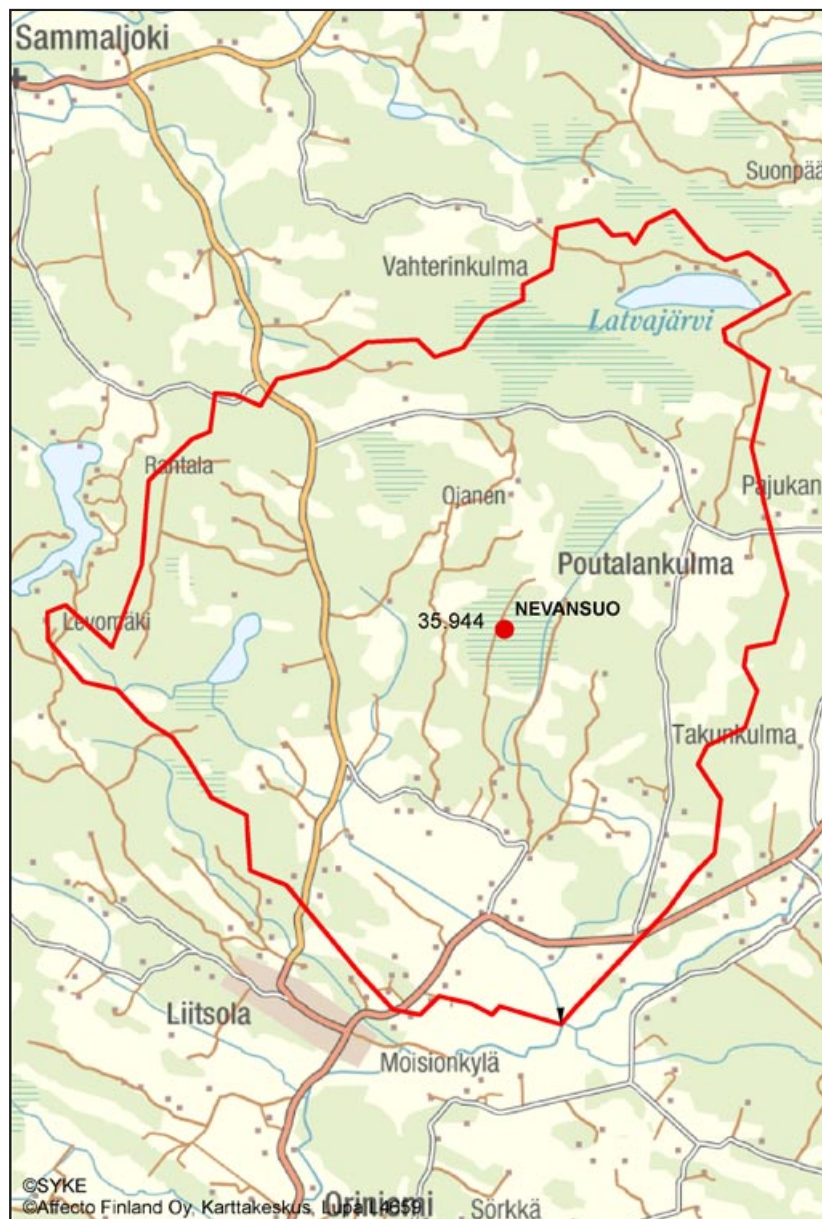 Sammaljoki
Suonpää
Vahterinkulma
Latvajärvi
Rantala
Ojanen
Pajukan
Poutalankulma
35.944 NEVANSUO
Levomäki
Takunkulma
Liitsola
Moisionkylä
©SYKE
Oriniemi Sörkkä
©Affecto Finland Oy, Karttakeskus, Lupa L4659